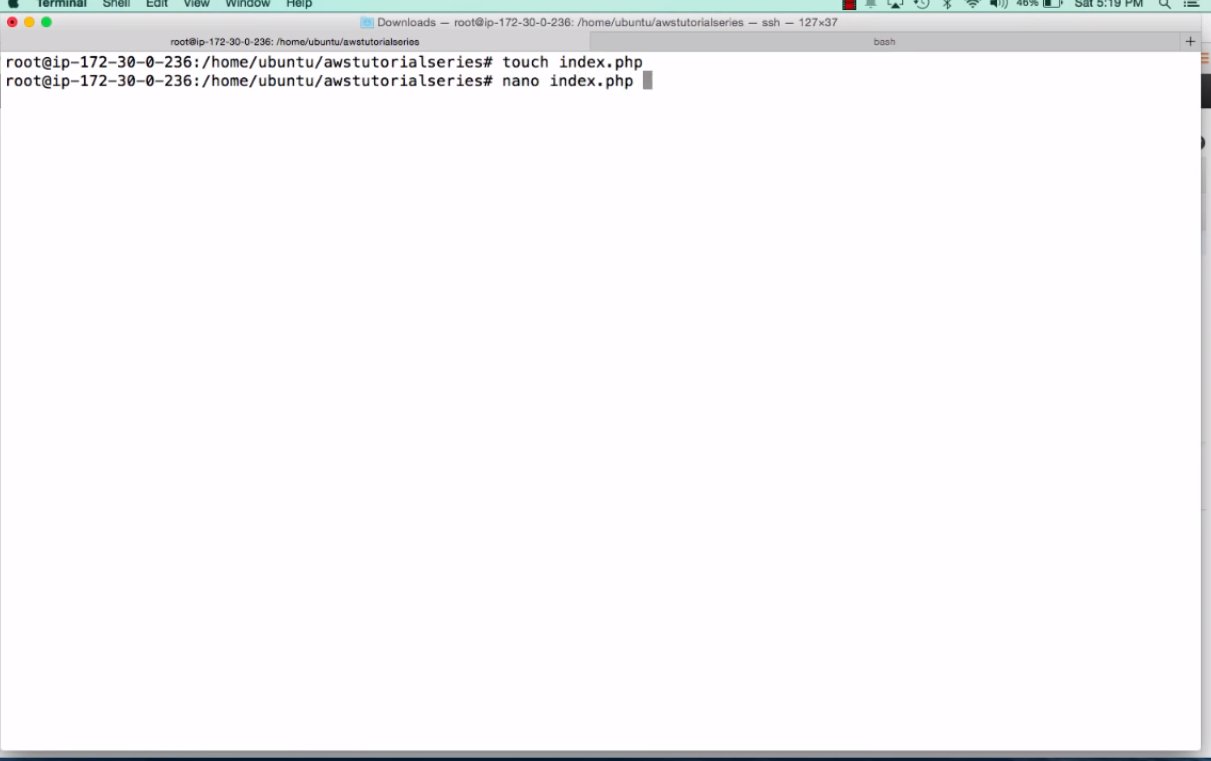 Terminal Shell Edit View Window Help 46% Sat 5:19 PM
Downloads — root@ip-172-30-0-236: /home/ubuntu/awstutorialseries — ssh — 127×37
root@ip-172-30-0-236: /home/ubuntu/awstutorialseries bash +
root@ip-172-30-0-236:/home/ubuntu/awstutorialseries# touch index.php
root@ip-172-30-0-236:/home/ubuntu/awstutorialseries# nano index.php